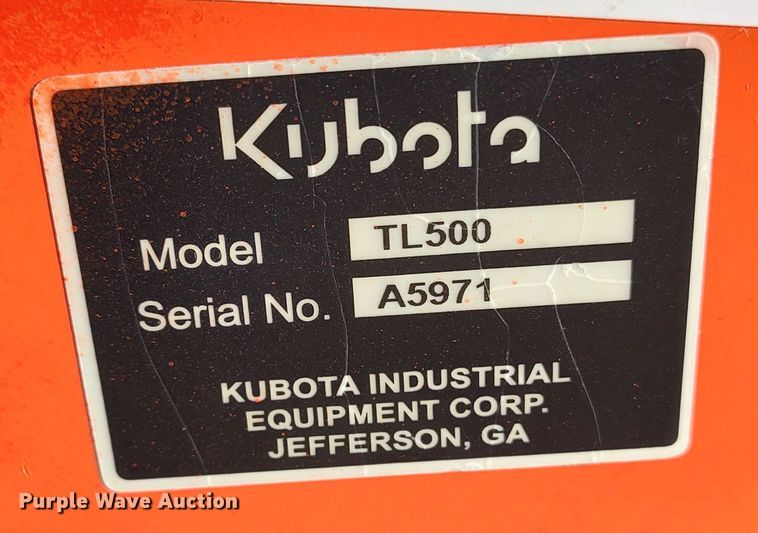 Kubota
Model TL500
Serial No. A5971
KUBOTA INDUSTRIAL
EQUIPMENT CORP.
JEFFERSON, GA
Purple Wave Auction